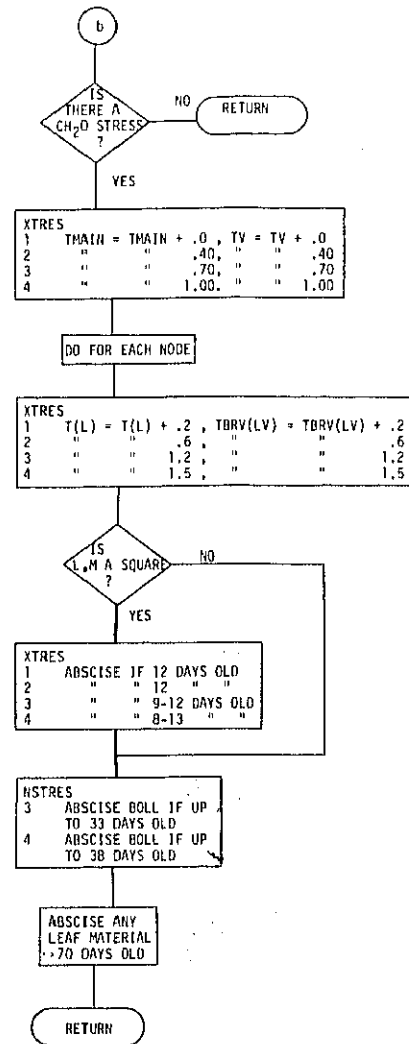 b
IS
THERE A
CH2O STRESS
?
NO
RETURN
YES
XTRES
1 TMAIN = TMAIN + .0, TV = TV + .0
2 " " .40, " " .40
3 " " .70, " " .70
4 " " 1.00. " " 1.00
DO FOR EACH NODE
XTRES
1 T(L) = T(L) + .2 , TBRV(LV) = TBRV(LV) + .2
2 " " .6 , " " .6
3 " " 1.2 , " " 1.2
4 " " 1.5 , " " 1.5
IS
L,M A SQUARE
?
NO
YES
XTRES
1 ABSCISE IF 12 DAYS OLD
2 " " 12 " "
3 " " 9-12 DAYS OLD
4 " " 8-13 " "
NSTRES
3 ABSCISE BOLL IF UP
TO 33 DAYS OLD
4 ABSCISE BOLL IF UP
TO 38 DAYS OLD
ABSCISE ANY
LEAF MATERIAL
>70 DAYS OLD
RETURN